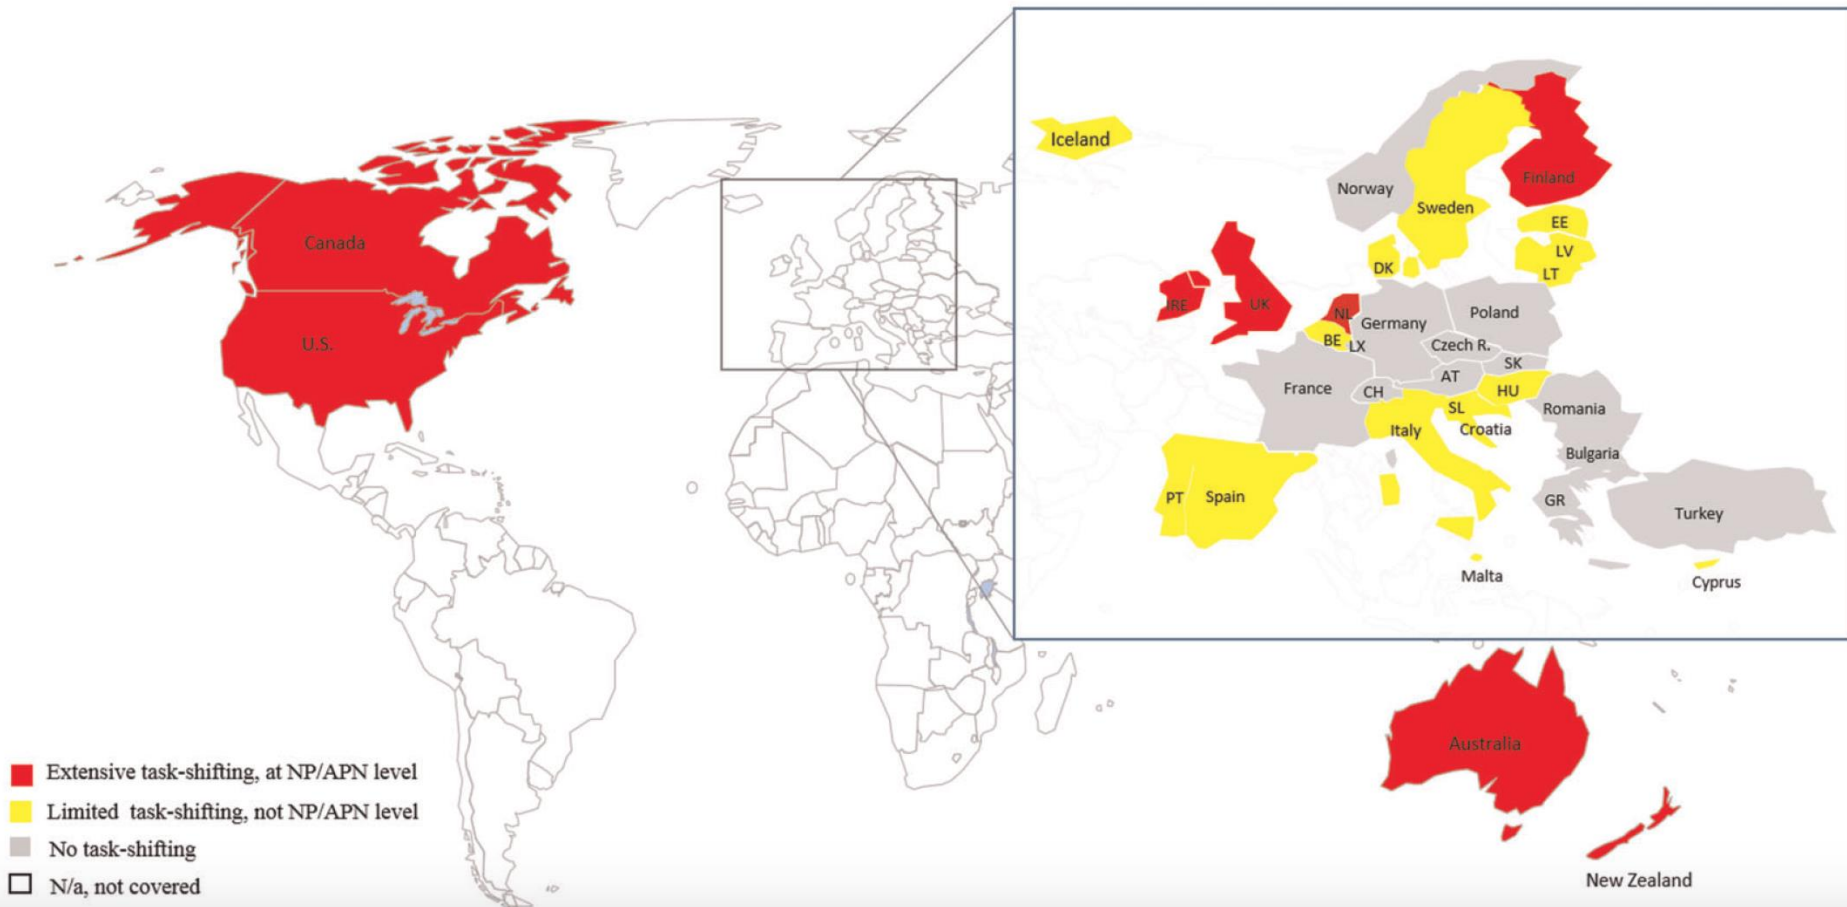 Canada
U.S.
Iceland
Norway
Sweden
Finland
EE
LV
LT
DK
IRE
UK
NL
BE
LX
Germany
Poland
Czech R.
SK
AT
France
CH
HU
SL
Romania
Italy
Croatia
Bulgaria
PT
Spain
GR
Turkey
Malta
Cyprus
Australia
New Zealand
Extensive task-shifting, at NP/APN level
Limited task-shifting, not NP/APN level
No task-shifting
N/a, not covered